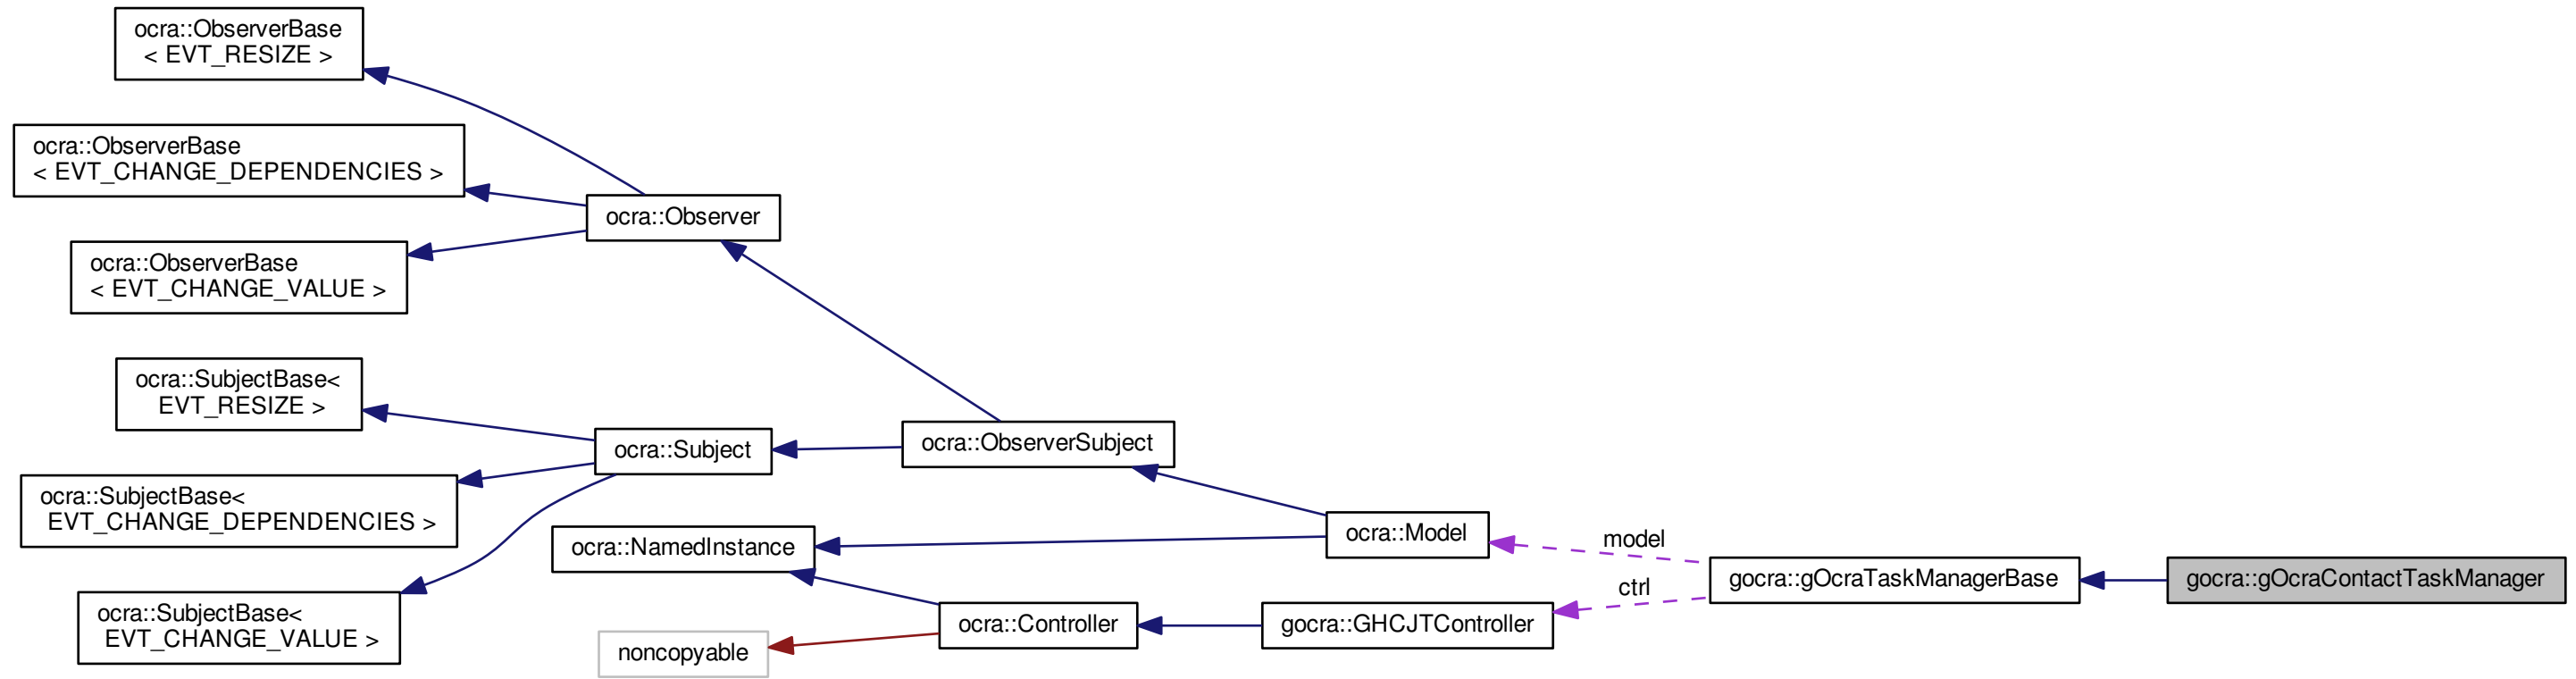 ocra::ObserverBase
< EVT_RESIZE >
ocra::ObserverBase
< EVT_CHANGE_DEPENDENCIES >
ocra::Observer
ocra::ObserverBase
< EVT_CHANGE_VALUE >
ocra::SubjectBase<
EVT_RESIZE >
ocra::Subject
ocra::ObserverSubject
ocra::SubjectBase<
EVT_CHANGE_DEPENDENCIES >
ocra::NamedInstance
ocra::Model
model
gocra::gOcraTaskManagerBase
gocra::gOcraContactTaskManager
ctrl
ocra::SubjectBase<
EVT_CHANGE_VALUE >
noncopyable
ocra::Controller
gocra::GHCJTController